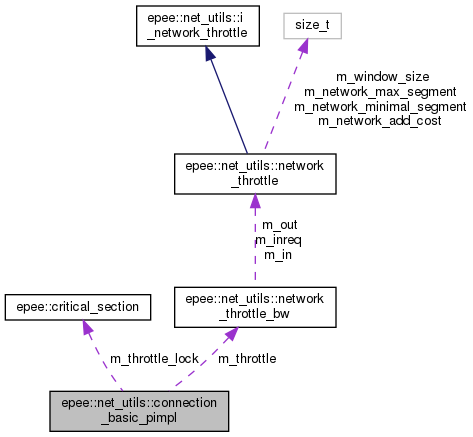 epee::net_utils::i
_network_throttle
size_t
m_window_size
m_network_max_segment
m_network_minimal_segment
m_network_add_cost
epee::net_utils::network
_throttle
m_out
m_inreq
m_in
epee::net_utils::network
_throttle_bw
epee::critical_section
m_throttle_lock
m_throttle
epee::net_utils::connection
_basic_pimpl